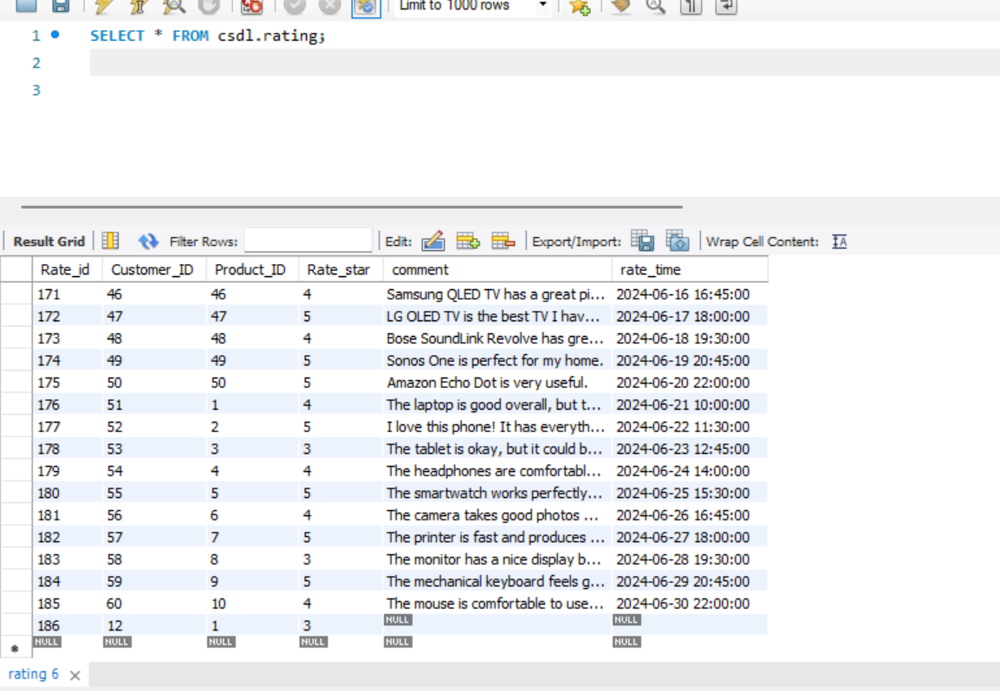 Limit to 1000 rows
1 SELECT * FROM csdl.rating;
2
3
Result Grid Filter Rows: Edit: Export/Import: Wrap Cell Content:
Rate_id Customer_ID Product_ID Rate_star comment rate_time
171 46 46 4 Samsung QLED TV has a great pi... 2024-06-16 16:45:00
172 47 47 5 LG OLED TV is the best TV I hav... 2024-06-17 18:00:00
173 48 48 4 Bose SoundLink Revolve has gre... 2024-06-18 19:30:00
174 49 49 5 Sonos One is perfect for my home. 2024-06-19 20:45:00
175 50 50 5 Amazon Echo Dot is very useful. 2024-06-20 22:00:00
176 51 1 4 The laptop is good overall, but t... 2024-06-21 10:00:00
177 52 2 5 I love this phone! It has everyth... 2024-06-22 11:30:00
178 53 3 3 The tablet is okay, but it could b... 2024-06-23 12:45:00
179 54 4 4 The headphones are comfortabl... 2024-06-24 14:00:00
180 55 5 5 The smartwatch works perfectly... 2024-06-25 15:30:00
181 56 6 4 The camera takes good photos ... 2024-06-26 16:45:00
182 57 7 5 The printer is fast and produces ... 2024-06-27 18:00:00
183 58 8 3 The monitor has a nice display b... 2024-06-28 19:30:00
184 59 9 5 The mechanical keyboard feels g... 2024-06-29 20:45:00
185 60 10 4 The mouse is comfortable to use... 2024-06-30 22:00:00
186 12 1 3 NULL NULL
NULL NULL NULL NULL NULL NULL
rating 6